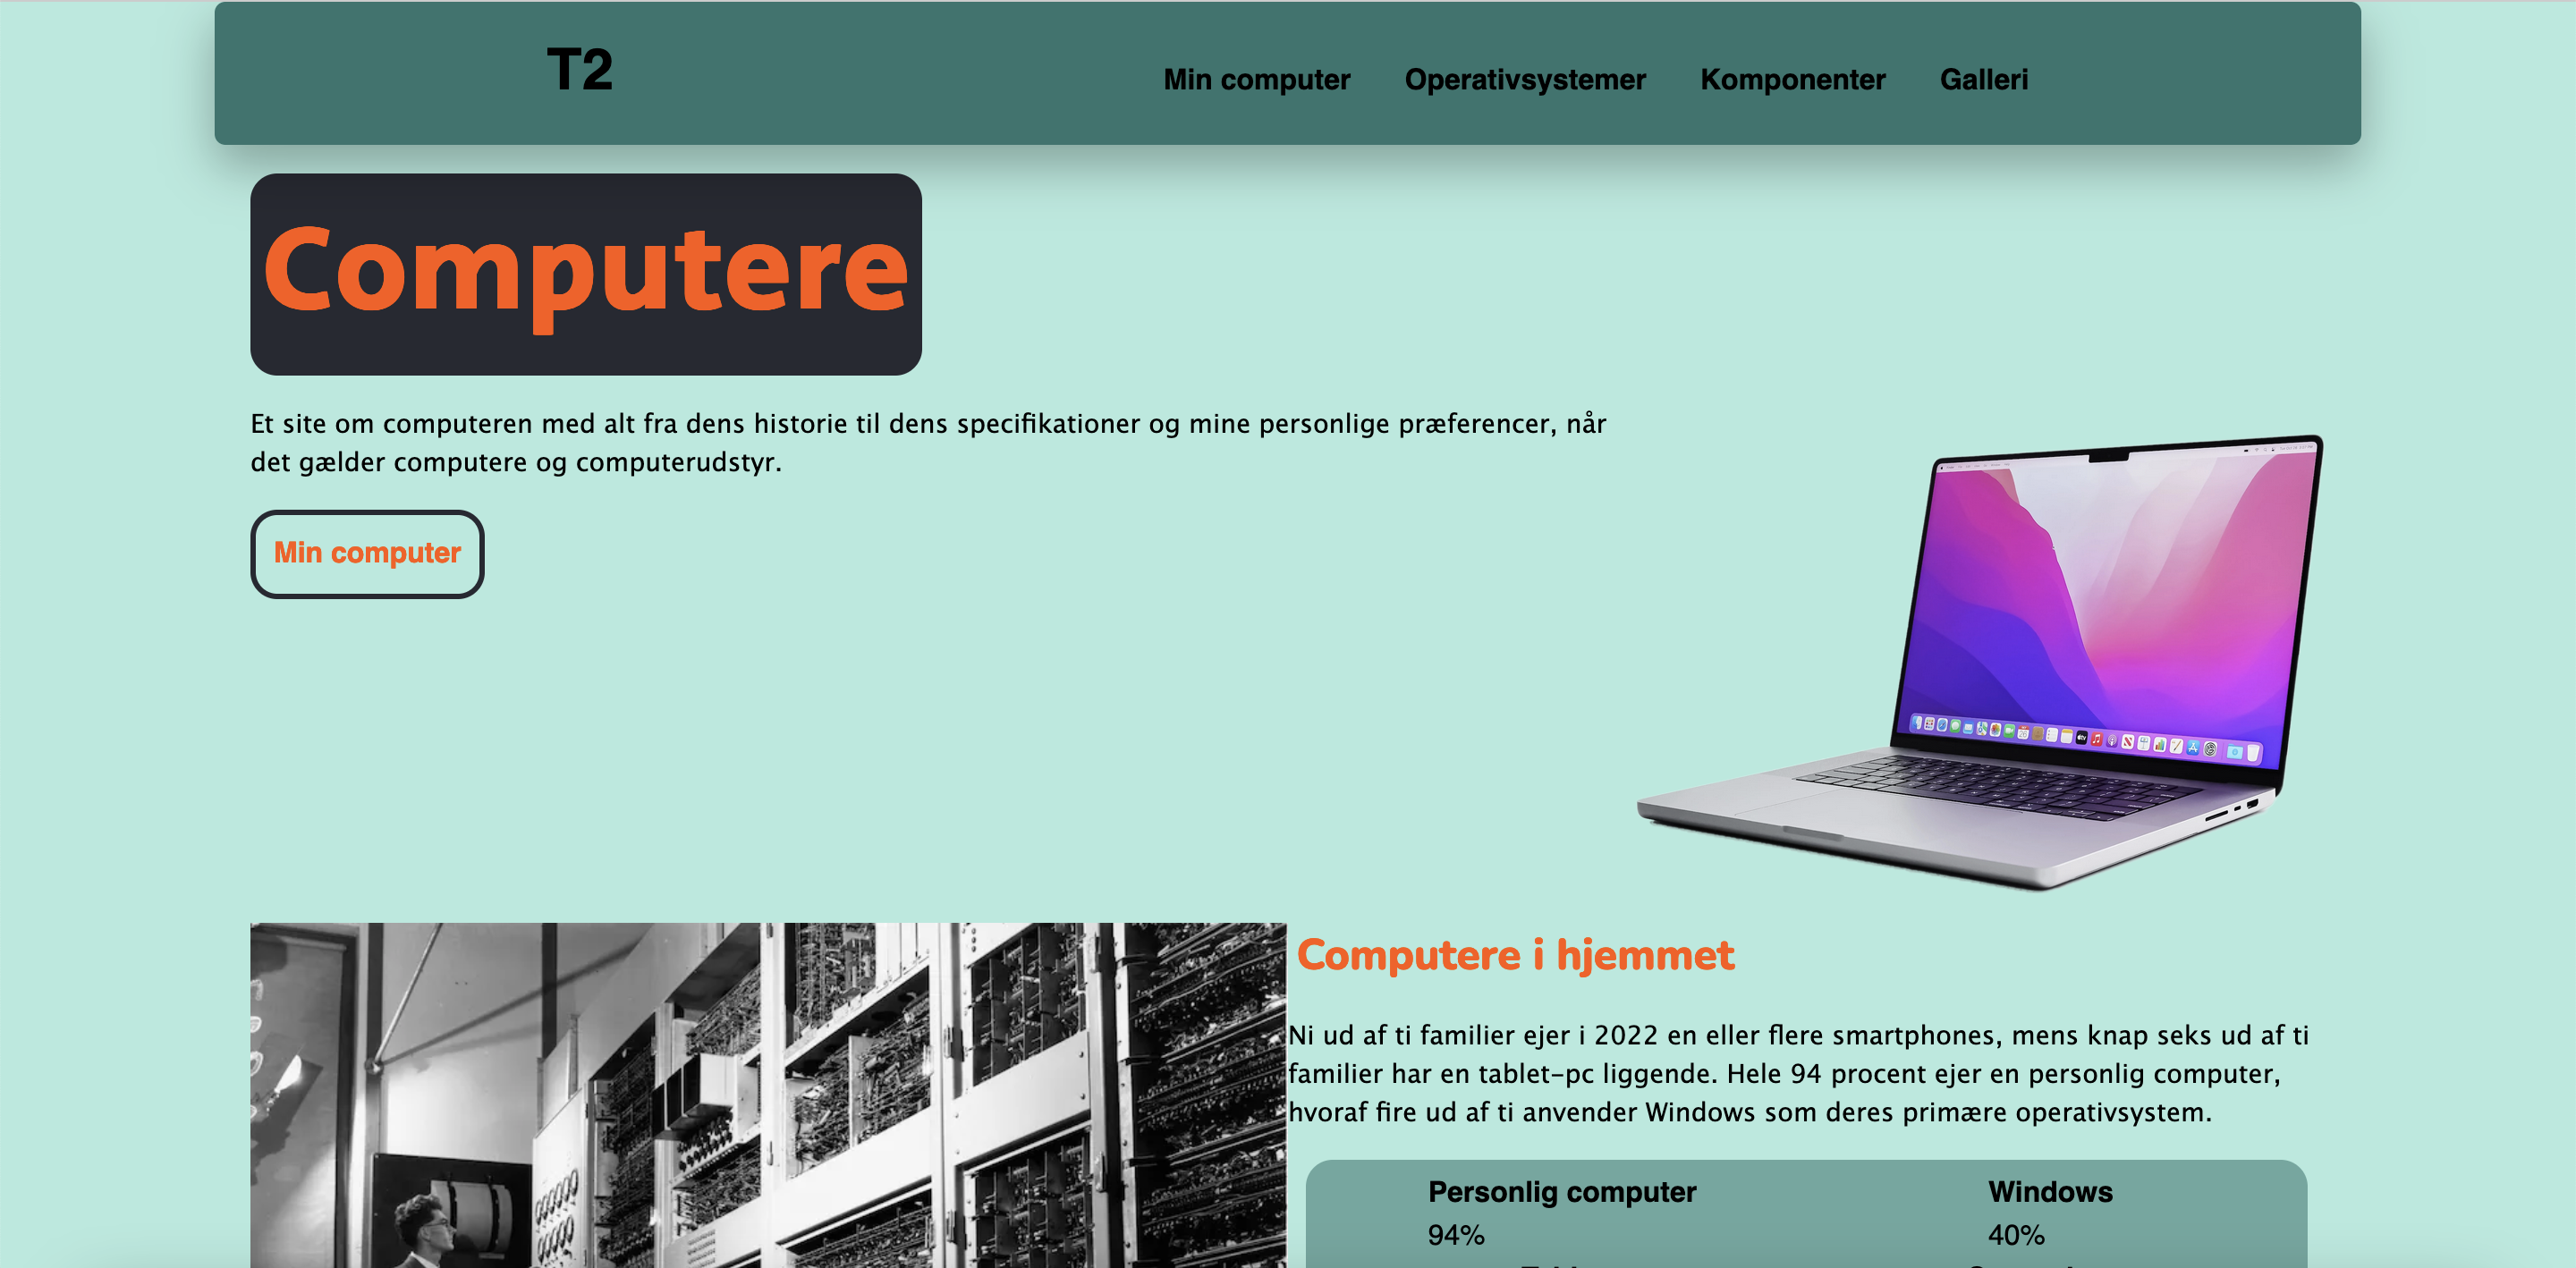 T2
Min computer
Operativsystemer
Komponenter
Galleri
Computere
Et site om computeren med alt fra dens historie til dens specifikationer og mine personlige præferencer, når
det gælder computere og computerudstyr.
Min computer
Computere i hjemmet
Ni ud af ti familier ejer i 2022 en eller flere smartphones, mens knap seks ud af ti
familier har en tablet-pc liggende. Hele 94 procent ejer en personlig computer,
hvoraf fire ud af ti anvender Windows som deres primære operativsystem.
Personlig computer
94%
Windows
40%